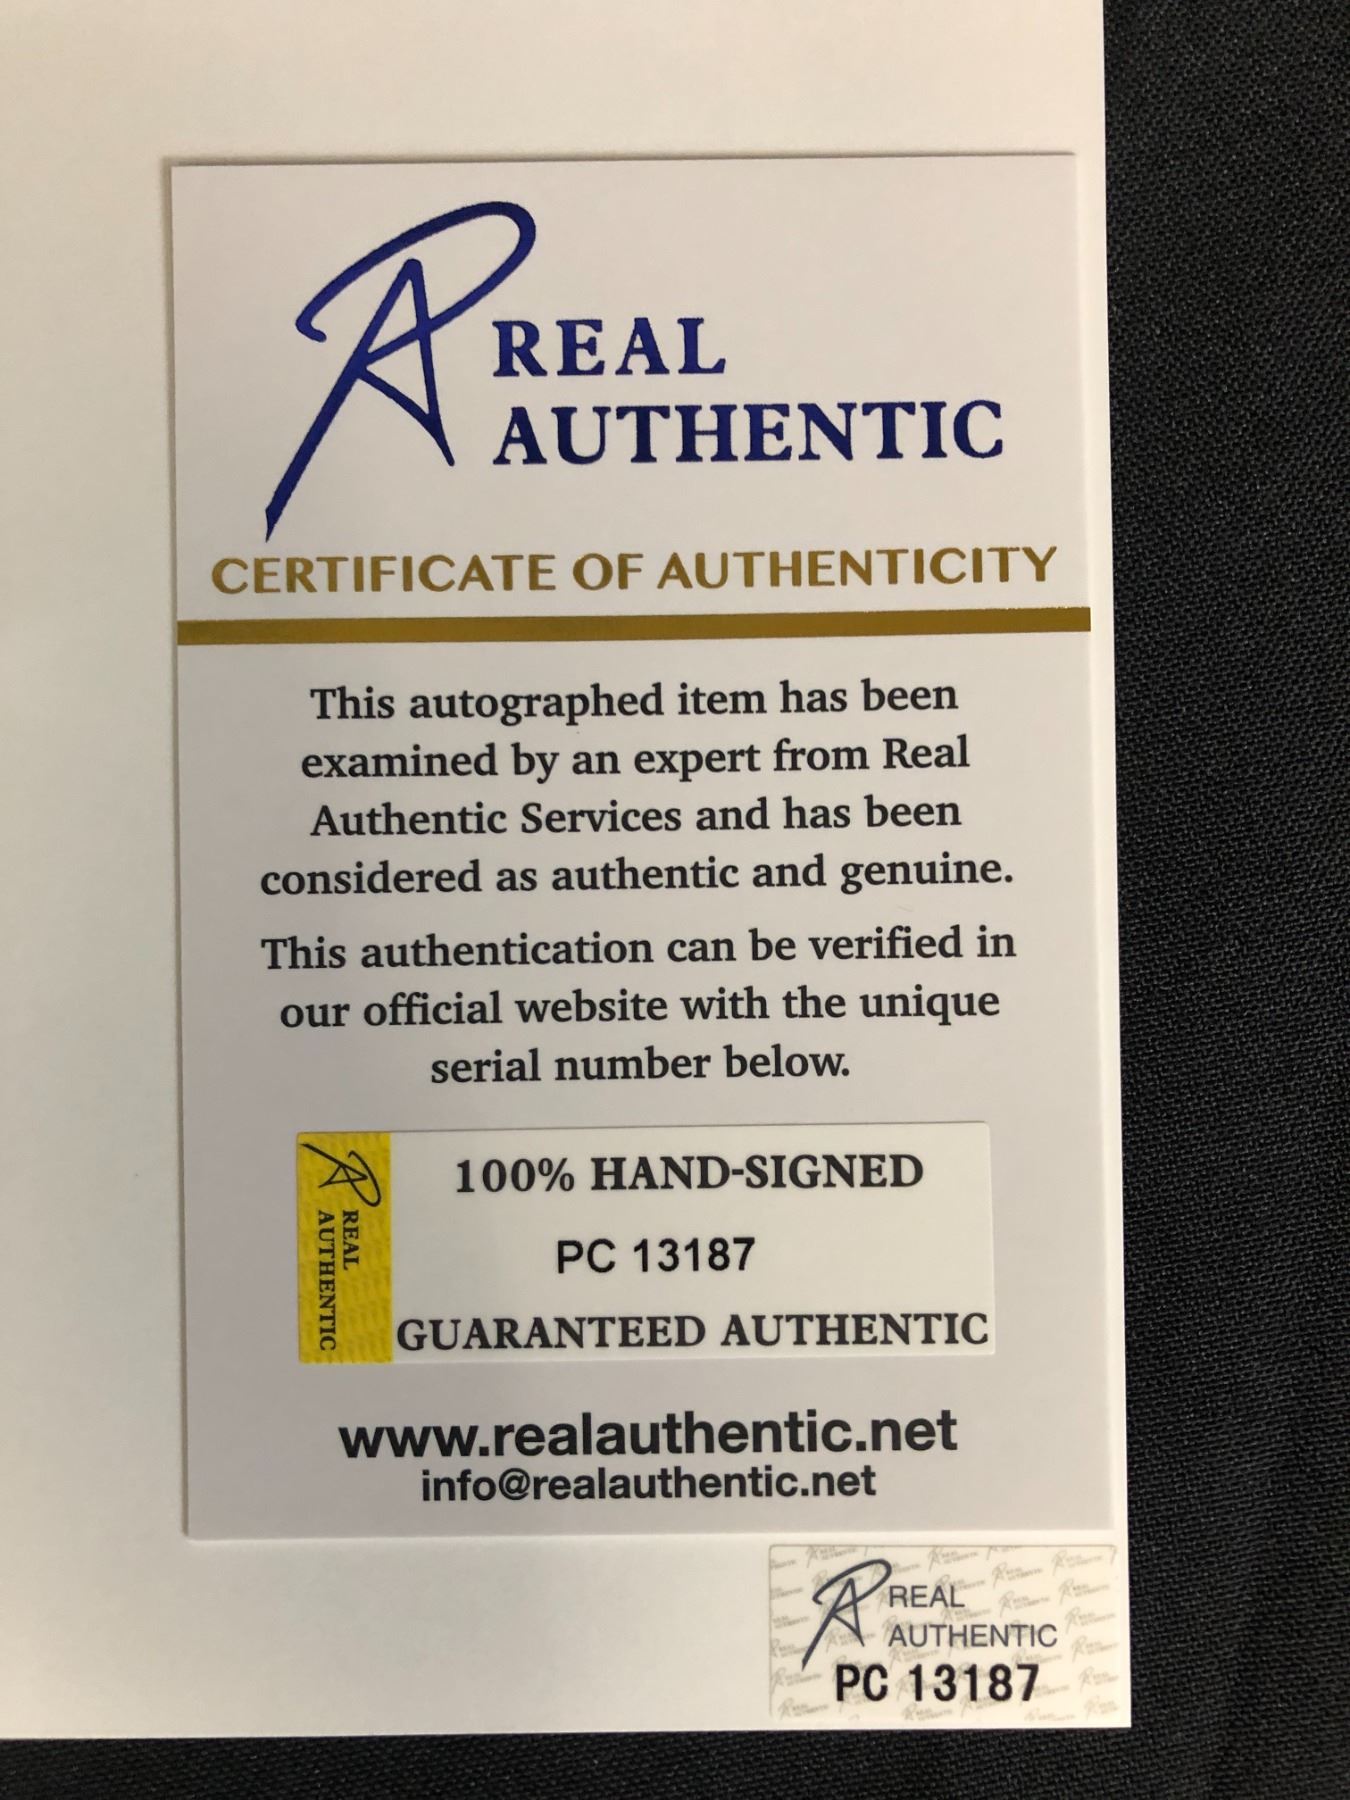 REAL
AUTHENTIC
CERTIFICATE OF AUTHENTICITY
This autographed item has been
examined by an expert from Real
Authentic Services and has been
considered as authentic and genuine.
This authentication can be verified in
our official website with the unique
serial number below.
REAL
AUTHENTIC
100% HAND-SIGNED
PC 13187
GUARANTEED AUTHENTIC
www.realauthentic.net
info@realauthentic.net
REAL
AUTHENTIC
PC 13187